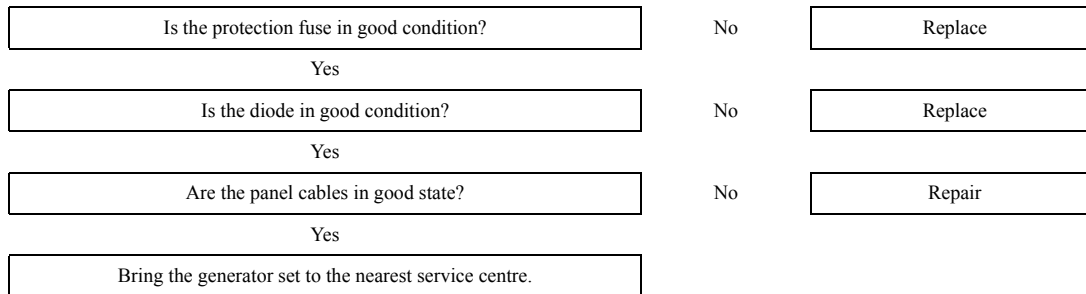 Is the protection fuse in good condition? No Replace
Yes
Is the diode in good condition? No Replace
Yes
Are the panel cables in good state? No Repair
Yes
Bring the generator set to the nearest service centre.